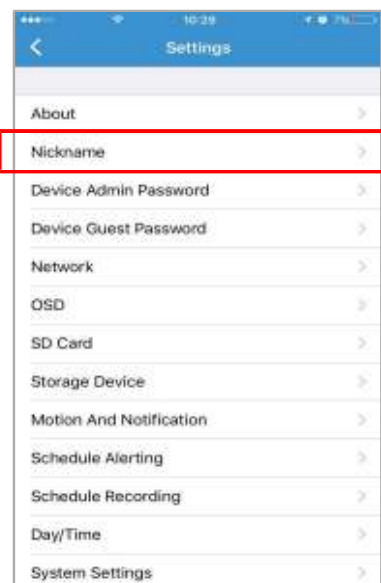 10:29
Settings
About
Nickname
Device Admin Password
Device Guest Password
Network
OSD
SD Card
Storage Device
Motion And Notification
Schedule Alerting
Schedule Recording
Day/Time
System Settings